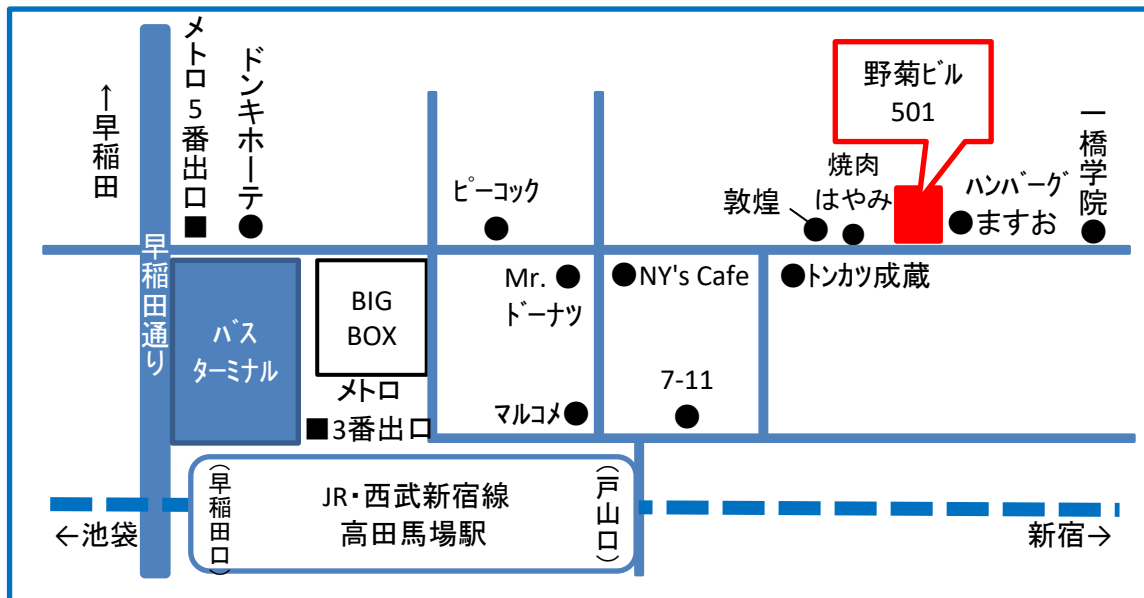 ←早稲田
メトロ5番出口
ドンキホーテ
野菊ビル
501
一橋学院
ピーコック
敦煌
焼肉
はやみ
ﾊﾝﾊﾞｰｸﾞ
ますお
早稲田通り
ﾊﾞｽ
ﾀｰﾐﾅﾙ
BIG
BOX
Mr.
ﾄﾞｰﾅﾂ
NY's Cafe
トンカツ成蔵
メトロ
3番出口
マルコメ
7-11
(早稲田口)
JR・西武新宿線
高田馬場駅
(戸山口)
←池袋
新宿→